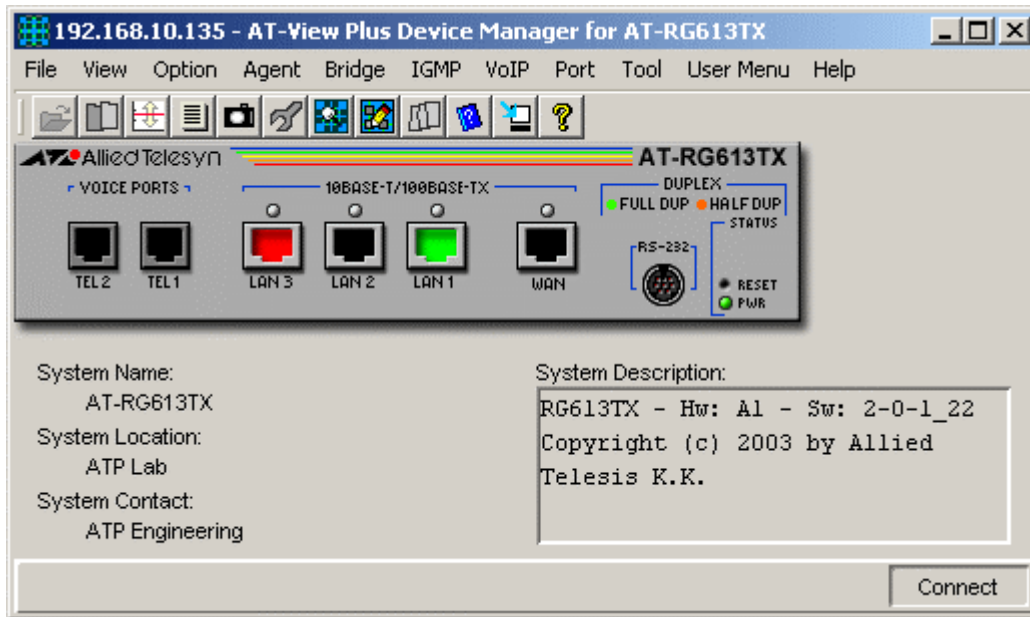 192.168.10.135 - AT-View Plus Device Manager for AT-RG613TX
File View Option Agent Bridge IGMP VoIP Port Tool User Menu Help
Allied Telesyn
AT-RG613TX
VOICE PORTS
10BASE-T/100BASE-TX
DUPLEX
FULL DUP HALF DUP
STATUS
RS-232
TEL 2 TEL 1 LAN 3 LAN 2 LAN 1 WAN
RESET
PWR
System Name:
AT-RG613TX
System Location:
ATP Lab
System Contact:
ATP Engineering
System Description:
RG613TX - Hw: A1 - Sw: 2-0-1_22
Copyright (c) 2003 by Allied
Telesis K.K.
Connect